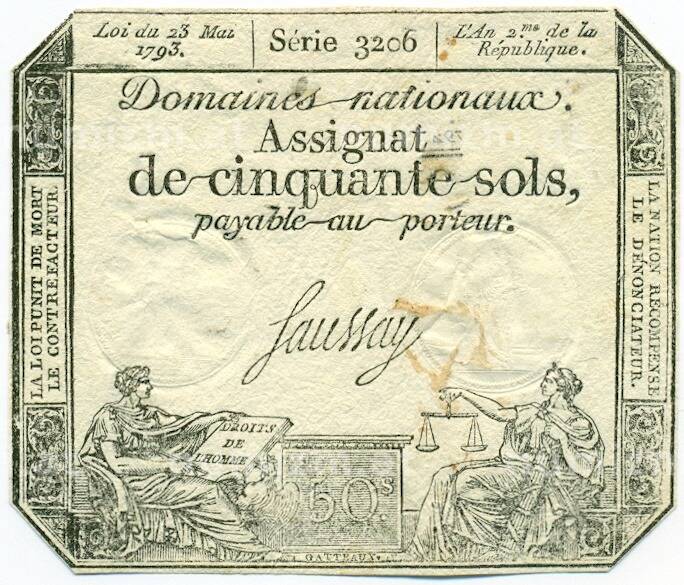 Loi du 23 Mai
1793.
Série 3206
L'An 2.me de la
République.
Domaines nationaux.
Assignat
de cinquante sols,
payable au porteur.
LA LOI PUNIT DE MORT
LE CONTREFACTEUR.
LA NATION RÉCOMPENSE
LE DÉNONCIATEUR.
Saussay
DROITS
DE
L'HOMME
50s
GATTEAUX.